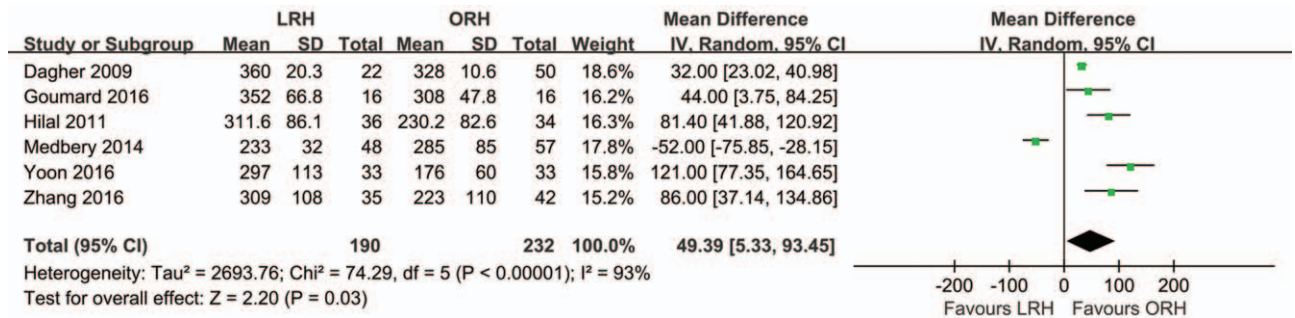 LRH ORH Mean Difference Mean Difference
Study or Subgroup Mean SD Total Mean SD Total Weight IV, Random, 95% CI IV, Random, 95% CI
Dagher 2009 360 20.3 22 328 10.6 50 18.6% 32.00 [23.02, 40.98]
Goumard 2016 352 66.8 16 308 47.8 16 16.2% 44.00 [3.75, 84.25]
Hilal 2011 311.6 86.1 36 230.2 82.6 34 16.3% 81.40 [41.88, 120.92]
Medbery 2014 233 32 48 285 85 57 17.8% -52.00 [-75.85, -28.15]
Yoon 2016 297 113 33 176 60 33 15.8% 121.00 [77.35, 164.65]
Zhang 2016 309 108 35 223 110 42 15.2% 86.00 [37.14, 134.86]
Total (95% CI) 190 232 100.0% 49.39 [5.33, 93.45]
Heterogeneity: Tau² = 2693.76; Chi² = 74.29, df = 5 (P < 0.00001); I² = 93%
Test for overall effect: Z = 2.20 (P = 0.03)
-200 -100 0 100 200
Favours LRH Favours ORH